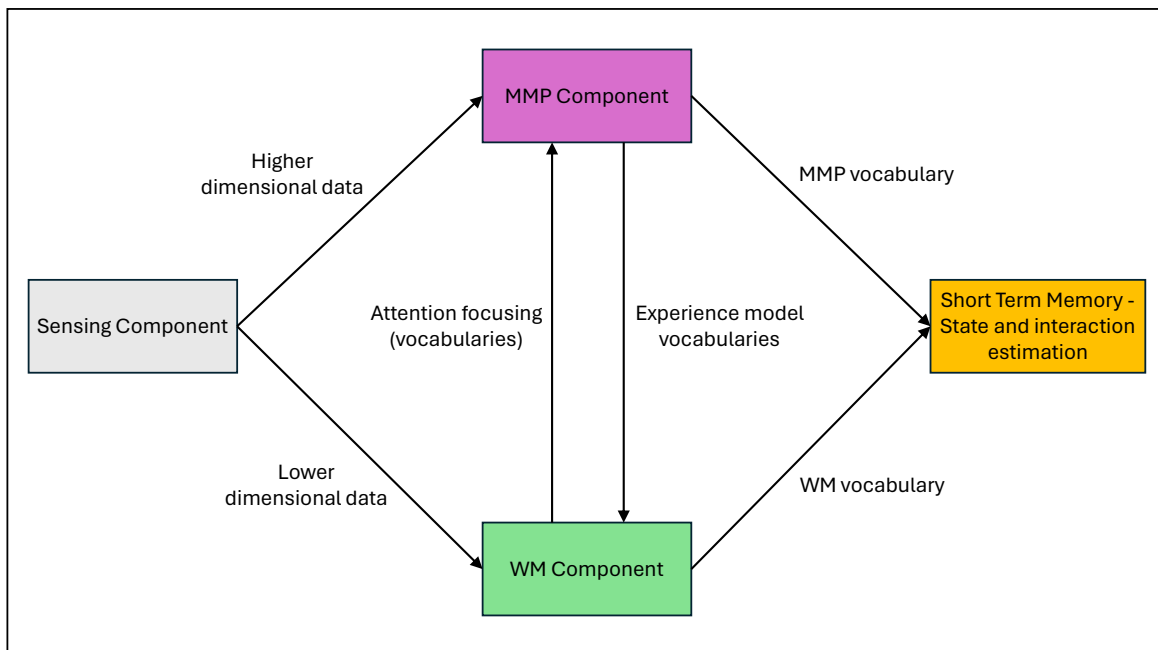 MMP Component
Higher
dimensional data
MMP vocabulary
Sensing Component
Attention focusing
(vocabularies)
Experience model
vocabularies
Short Term Memory -
State and interaction
estimation
Lower
dimensional data
WM vocabulary
WM Component